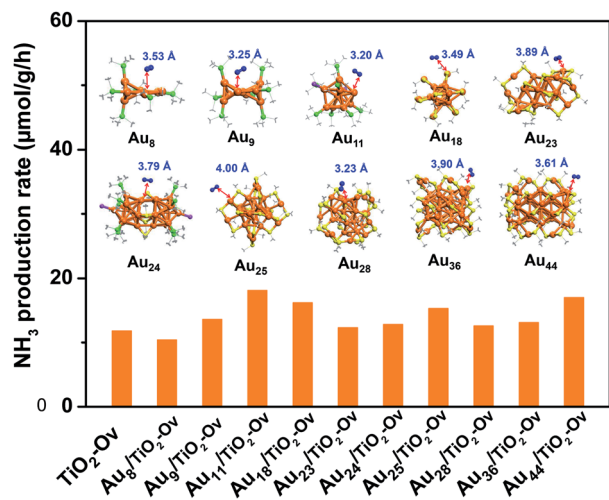 NH₃ production rate (μmol/g/h)
60
40
20
0
0
3.53 Å
3.25 Å
3.20 Å
3.49 Å
3.89 Å
Au₈
Au₉
Au₁₁
Au₁₈
Au₂₃
3.79 Å
4.00 Å
3.23 Å
3.90 Å
3.61 Å
Au₂₄
Au₂₅
Au₂₈
Au₃₆
Au₄₄
TiO₂-Ov
Au₈/TiO₂-Ov
Au₉/TiO₂-Ov
Au₁₁/TiO₂-Ov
Au₁₈/TiO₂-Ov
Au₂₃/TiO₂-Ov
Au₂₄/TiO₂-Ov
Au₂₅/TiO₂-Ov
Au₂₈/TiO₂-Ov
Au₃₆/TiO₂-Ov
Au₄₄/TiO₂-Ov